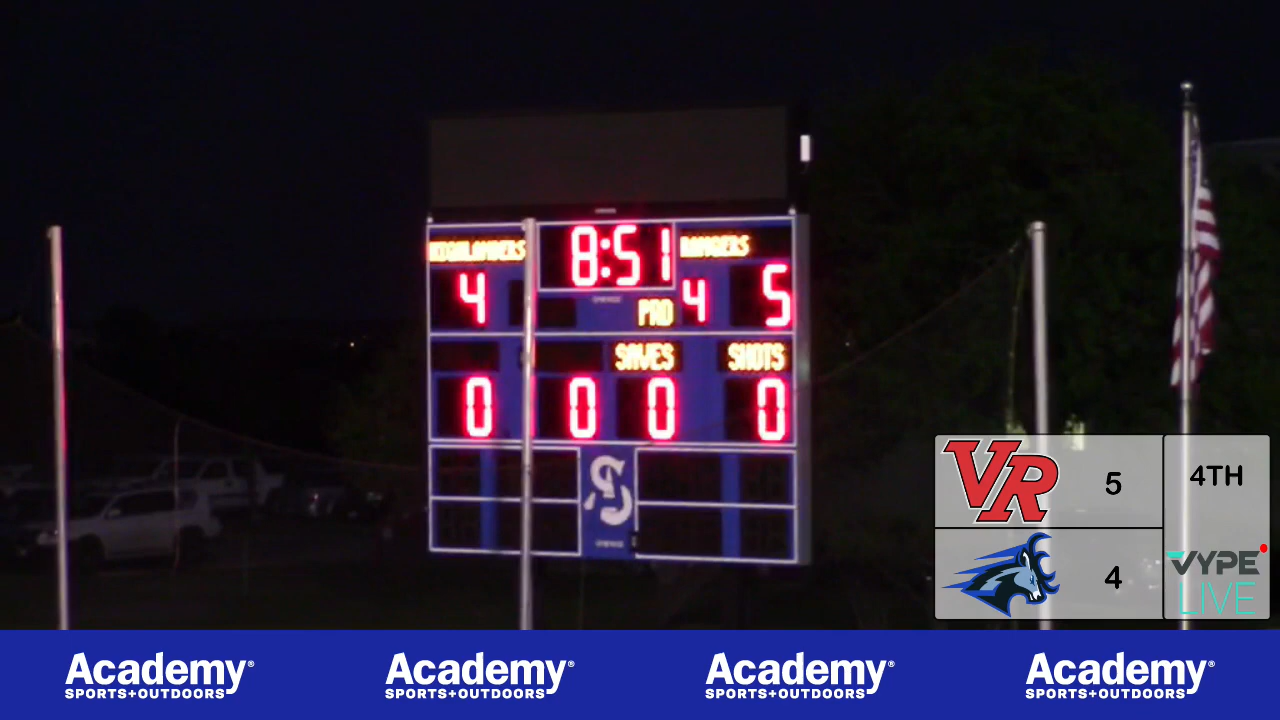 HIGHLANDERS 8:51 RANGERS
4 PRD 4 5
SAVES SHOTS
0 0 0 0
SC
VR 5 4TH
4 VYPE
LIVE
Academy® Academy® Academy® Academy®
SPORTS+OUTDOORS SPORTS+OUTDOORS SPORTS+OUTDOORS SPORTS+OUTDOORS